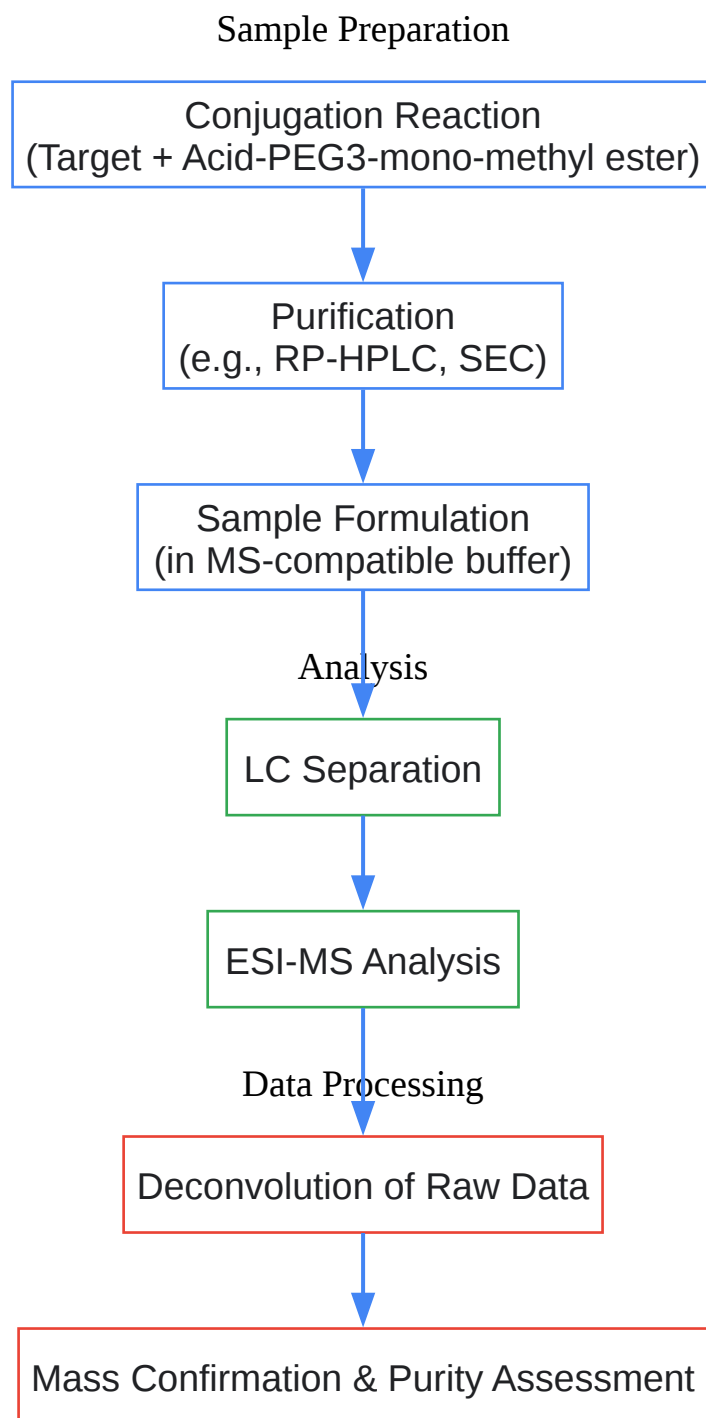 Sample Preparation
Conjugation Reaction
(Target + Acid-PEG3-mono-methyl ester)
Purification
(e.g., RP-HPLC, SEC)
Sample Formulation
(in MS-compatible buffer)
Analysis
LC Separation
ESI-MS Analysis
Data Processing
Deconvolution of Raw Data
Mass Confirmation & Purity Assessment